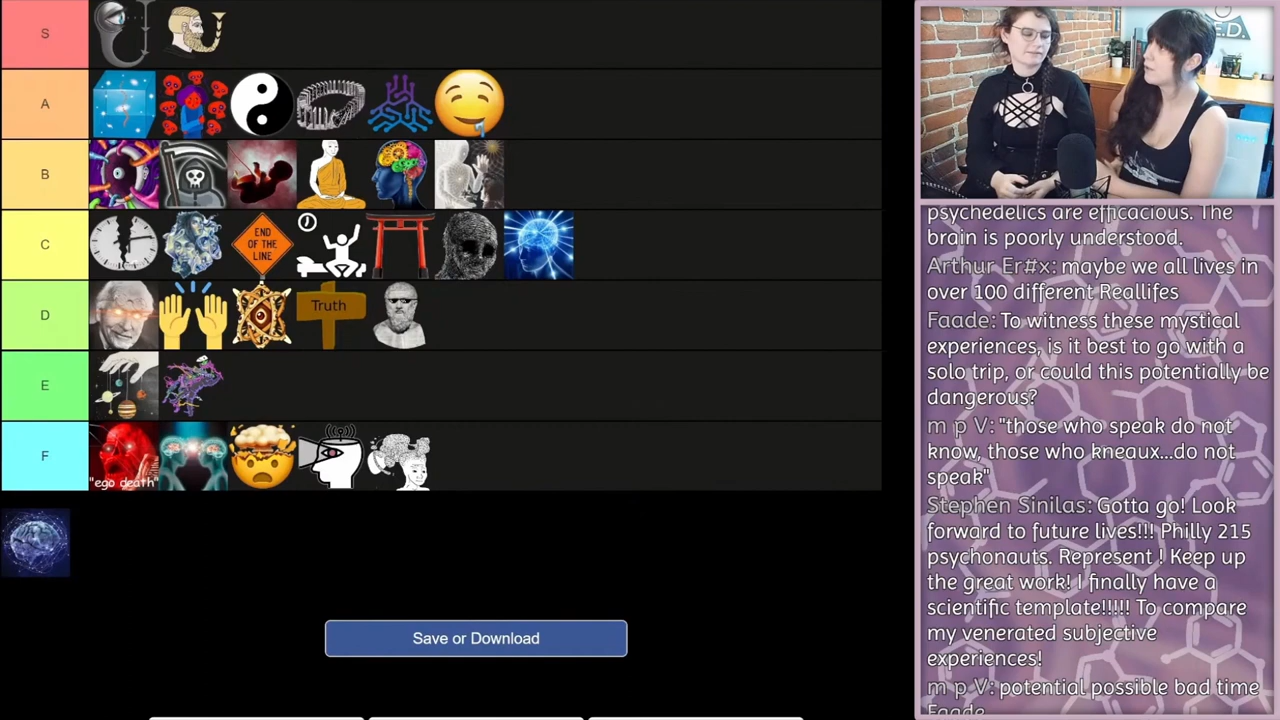 S
A
B
C
END
OF THE
LINE
D
Truth
E
F
"ego death"
Save or Download
E.D.
psychedelics are efficacious. The
brain is poorly understood.
Arthur Er#x: maybe we all lives in
over 100 different Reallifes
Faade: To witness these mystical
experiences, is it best to go with a
solo trip, or could this potentially be
dangerous?
m p V: "those who speak do not
know, those who kneaux...do not
speak"
Stephen Sinilas: Gotta go! Look
forward to future lives!!! Philly 215
psychonauts. Represent ! Keep up
the great work! I finally have a
scientific template!!!!! To compare
my venerated subjective
experiences!
m p V: potential possible bad time
Faade